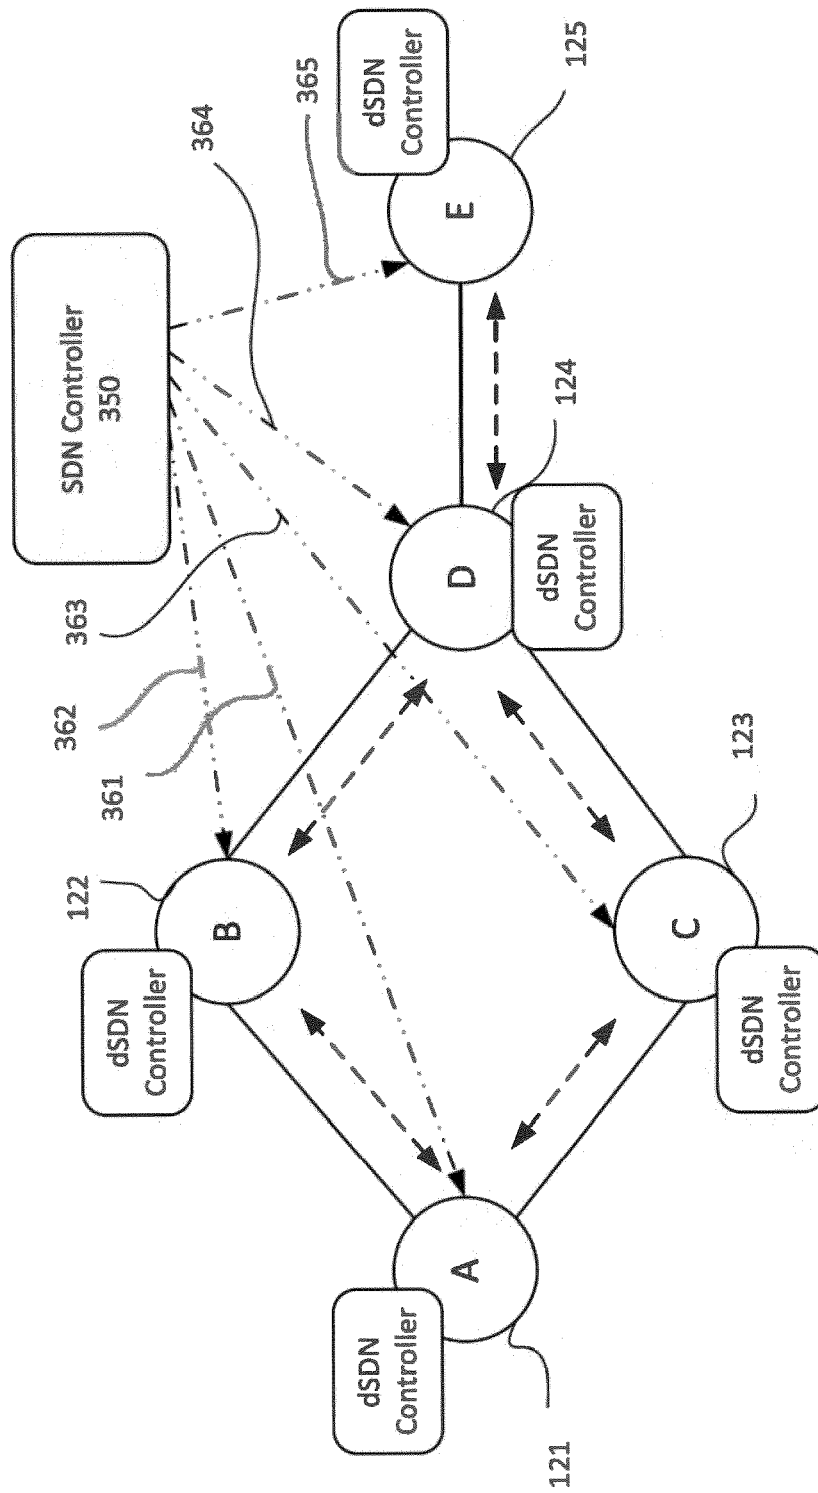 SDN Controller
350
362
122
dSDN
Controller
361
363
364
B
365
dSDN
Controller
dSDN
Controller
A
D
E
121
124
125
dSDN
Controller
C
123
dSDN
Controller